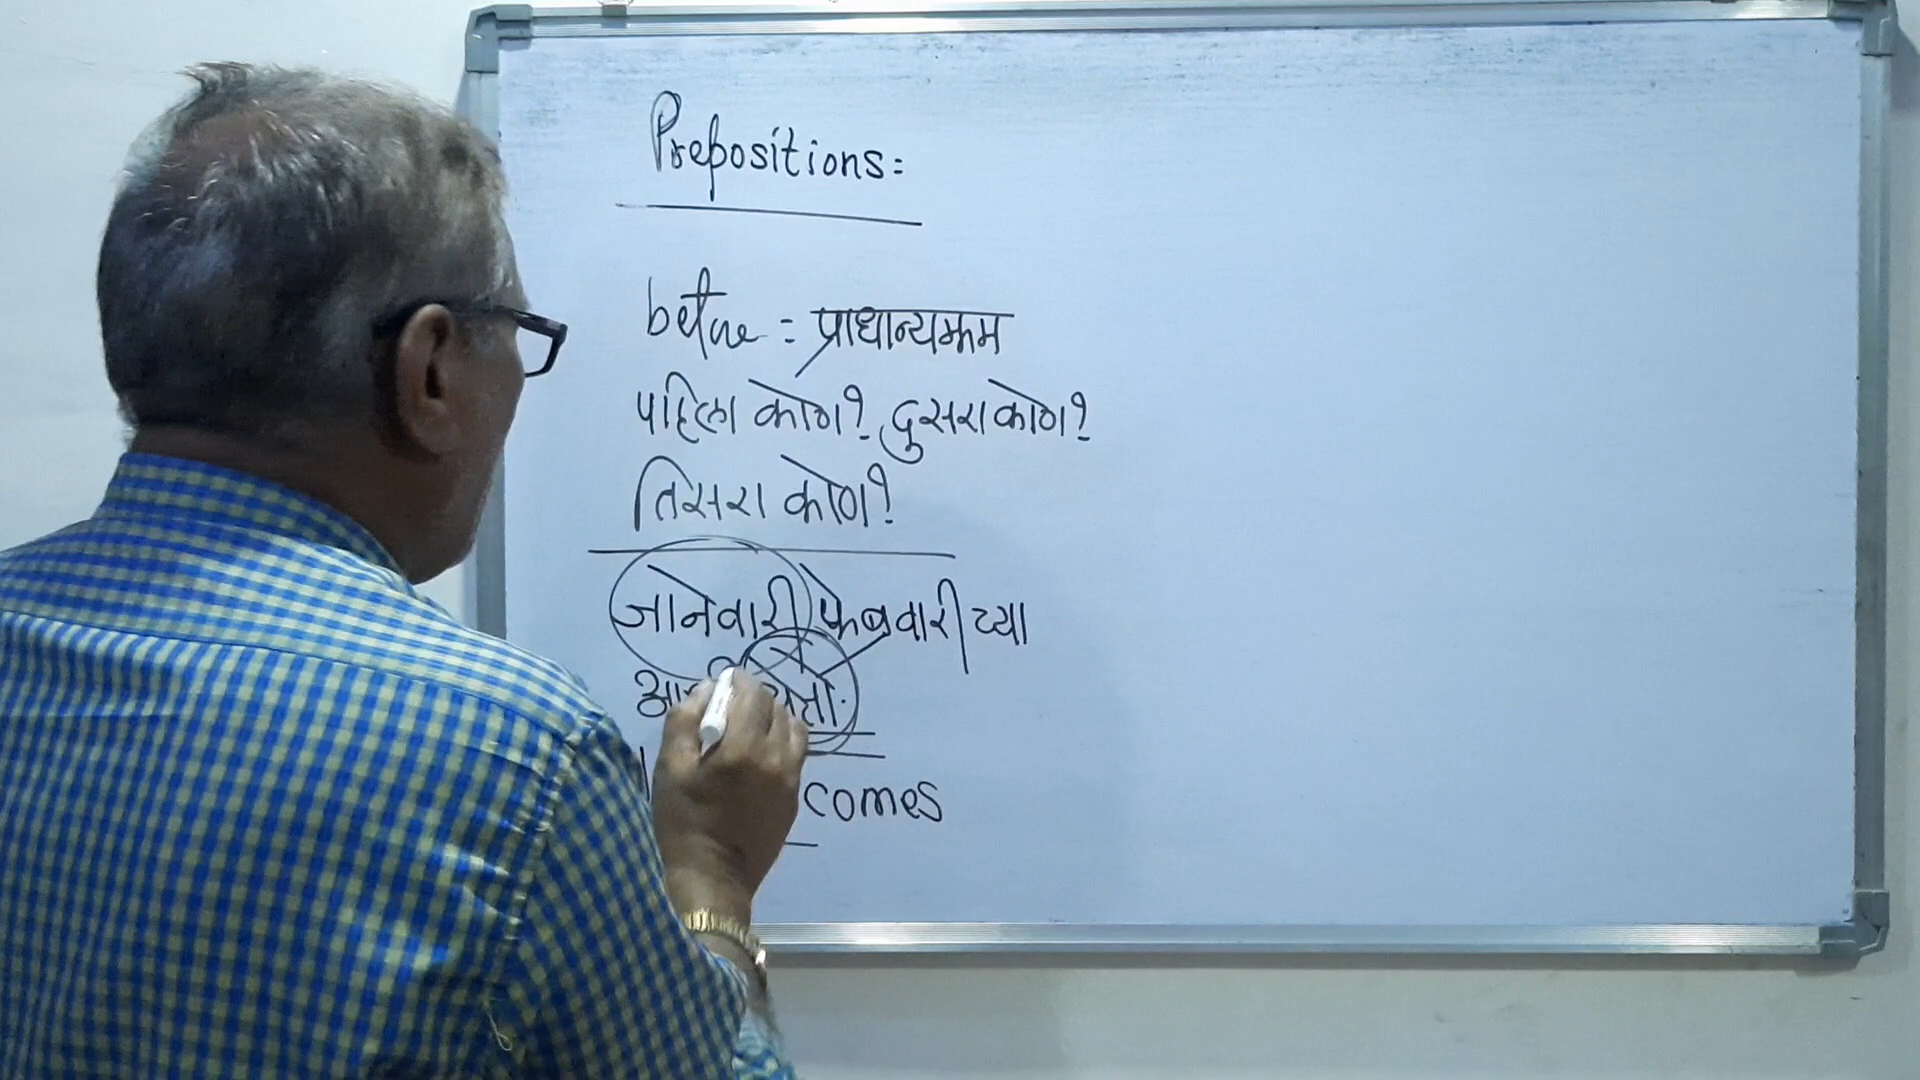 Prepositions:
before = प्राधान्यक्रम
पहिला कोण? दुसरा कोण?
तिसरा कोण?
जानेवारी फेब्रुवारीच्या
येतो.
comes